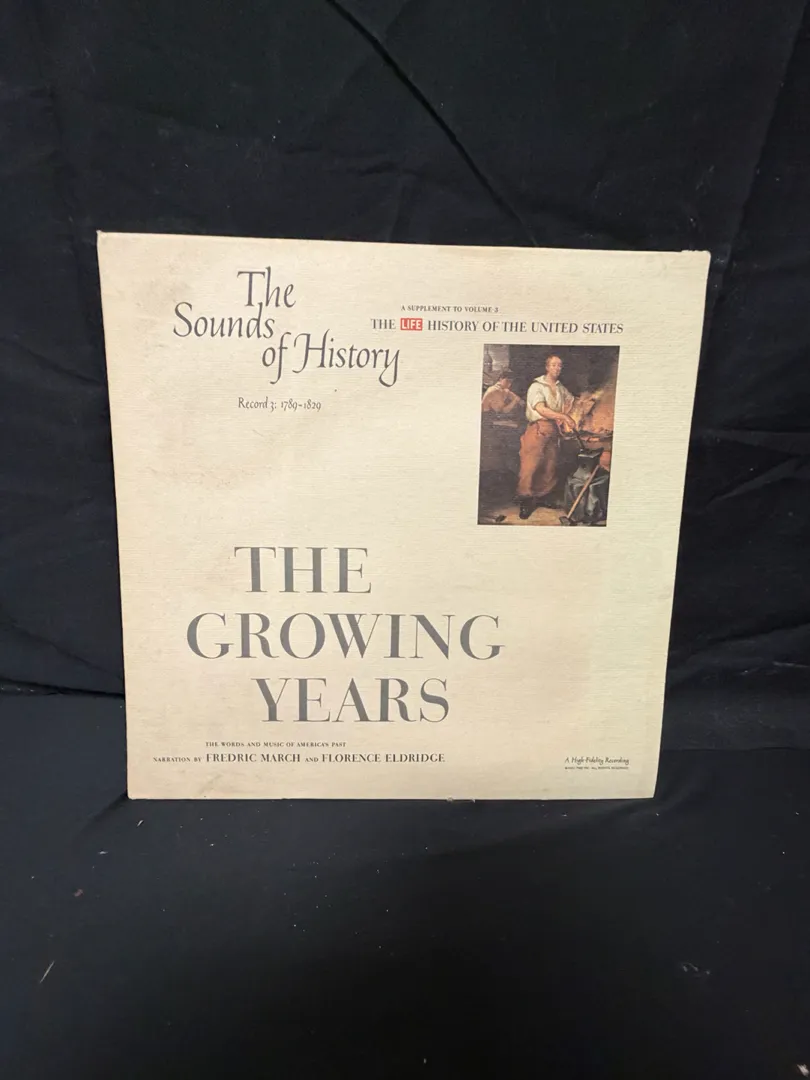 The
Sounds
of History
Record 3: 1789-1829
A SUPPLEMENT TO VOLUME 3
THE LIFE HISTORY OF THE UNITED STATES
THE
GROWING
YEARS
THE WORDS AND MUSIC OF AMERICAN PAST
NARRATION BY FREDRIC MARCH AND FLORENCE ELDRIDGE
A High-Fidelity Recording